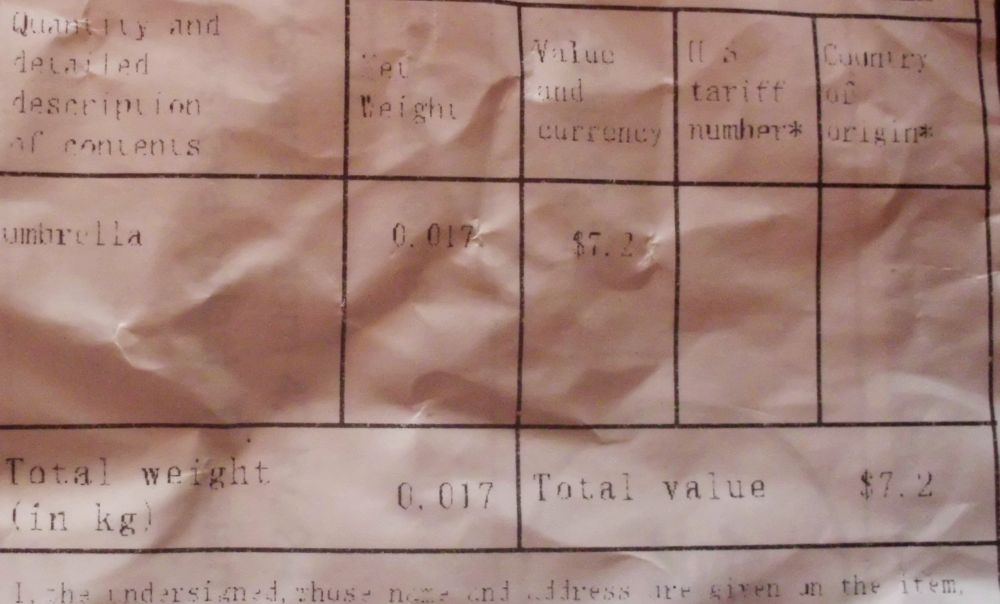 Quantity and
detailed
description
of contents
Net
Weight
Value
and
currency
H S
tariff
number*
Country
of
origin*
umbrella
0.017
$7.2
Total weight
(in kg)
0.017
Total value
$7.2
I, the undersigned, whose name and address are given on the item,